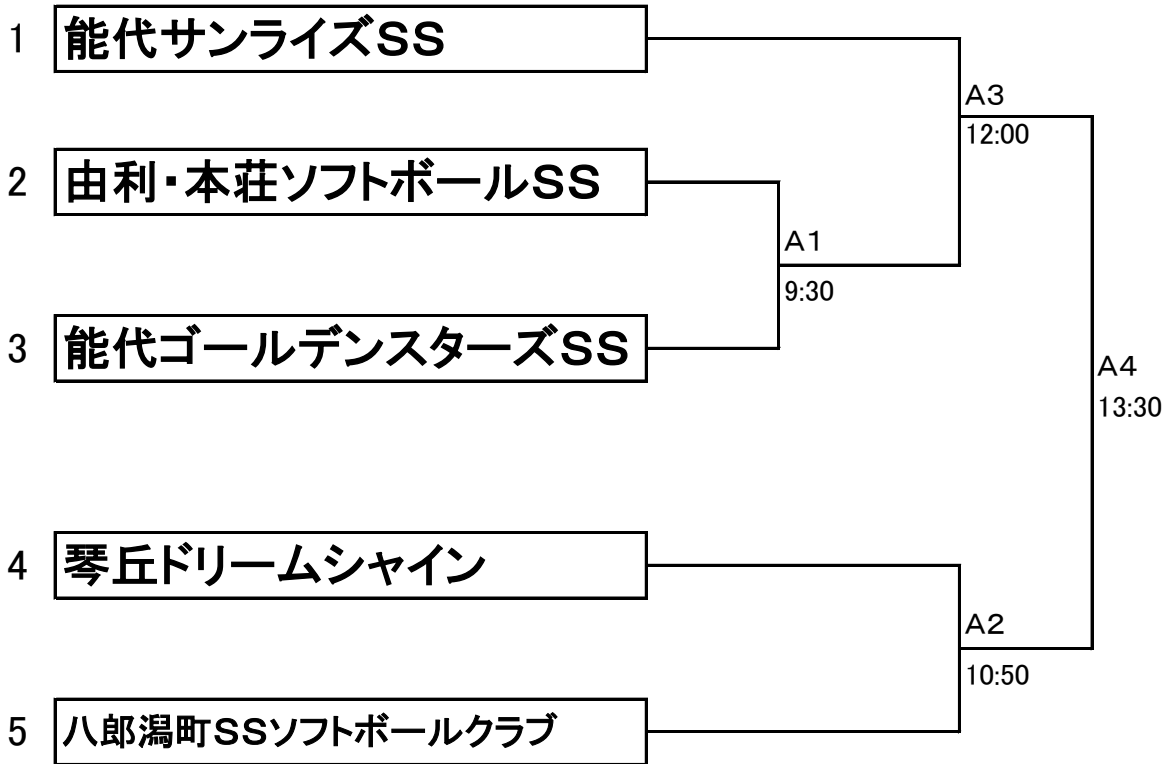 1 能代サンライズSS
A3
12:00
2 由利・本荘ソフトボールSS
A1
9:30
3 能代ゴールデンスターズSS
A4
13:30
4 琴丘ドリームシャイン
A2
10:50
5 八郎潟町SSソフトボールクラブ